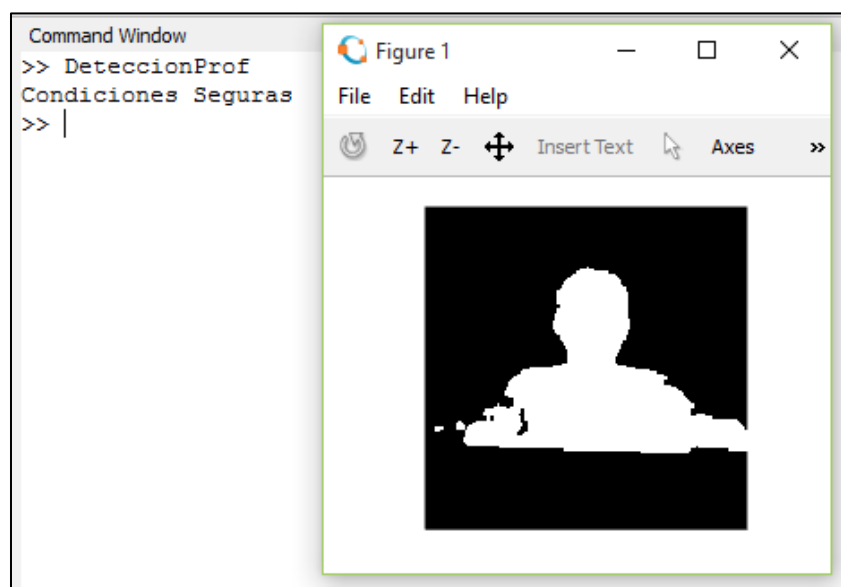 Command Window
>> DeteccionProf
Condiciones Seguras
>>
Figure 1
File Edit Help
Z+ Z- Insert Text Axes »